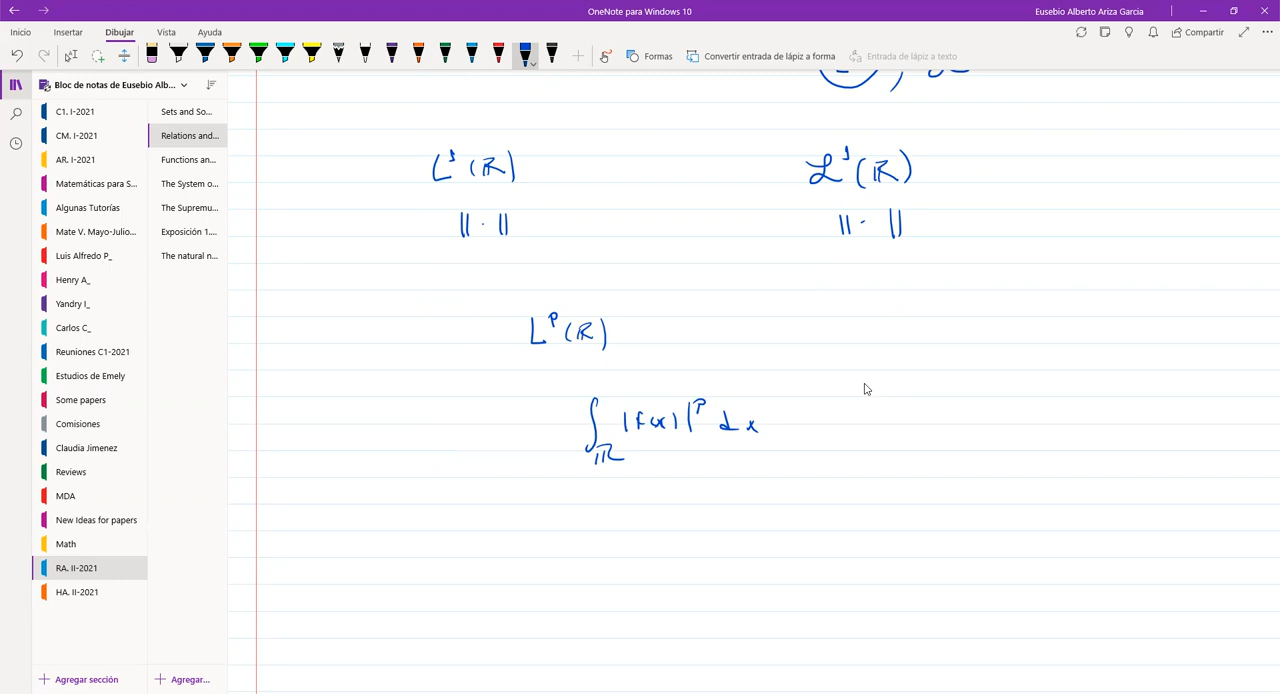 OneNote para Windows 10
Eusebio Alberto Ariza Garcia
Inicio Insertar Dibujar Vista Ayuda
Compartir
Formas Convertir entrada de lápiz a forma Entrada de lápiz a texto
Bloc de notas de Eusebio Alb...
C1. I-2021
CM. I-2021
AR. I-2021
Matemáticas para S...
Algunas Tutorías
Mate V. Mayo-Julio...
Luis Alfredo P_
Henry A_
Yandry I_
Carlos C_
Reuniones C1-2021
Estudios de Emely
Some papers
Comisiones
Claudia Jimenez
Reviews
MDA
New Ideas for papers
Math
RA. II-2021
HA. II-2021
Agregar sección
Sets and So...
Relations and...
Functions an...
The System o...
The Supremu...
Exposición 1....
The natural n...
Agregar...
L¹(ℝ) ℒ¹(ℝ)
||·|| ||·||
Lᵖ(ℝ)
∫_ℝ |f(x)|ᵖ dx